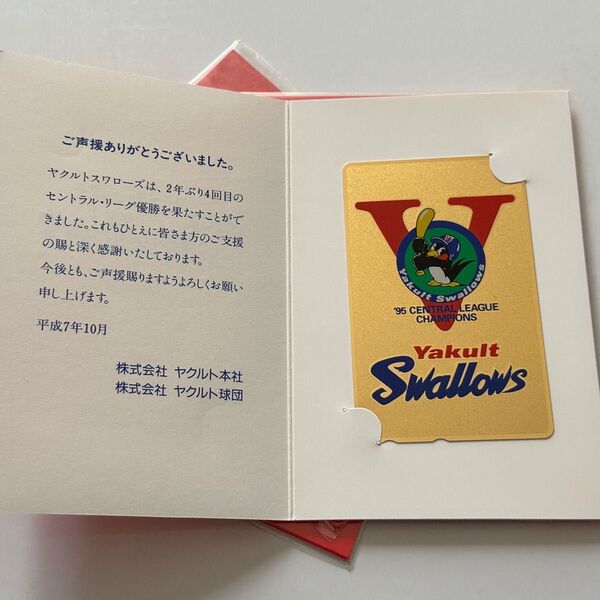 ご声援ありがとうございました。
ヤクルトスワローズは、2年ぶり4回目の
セントラル・リーグ優勝を果たすことがで
きました。これもひとえに皆さま方のご支援
の賜と深く感謝いたしております。
今後とも、ご声援賜りますようよろしくお願い
申し上げます。
平成7年10月
株式会社 ヤクルト本社
株式会社 ヤクルト球団
V
Yakult Swallows
'95 CENTRAL LEAGUE
CHAMPIONS
Yakult
Swallows